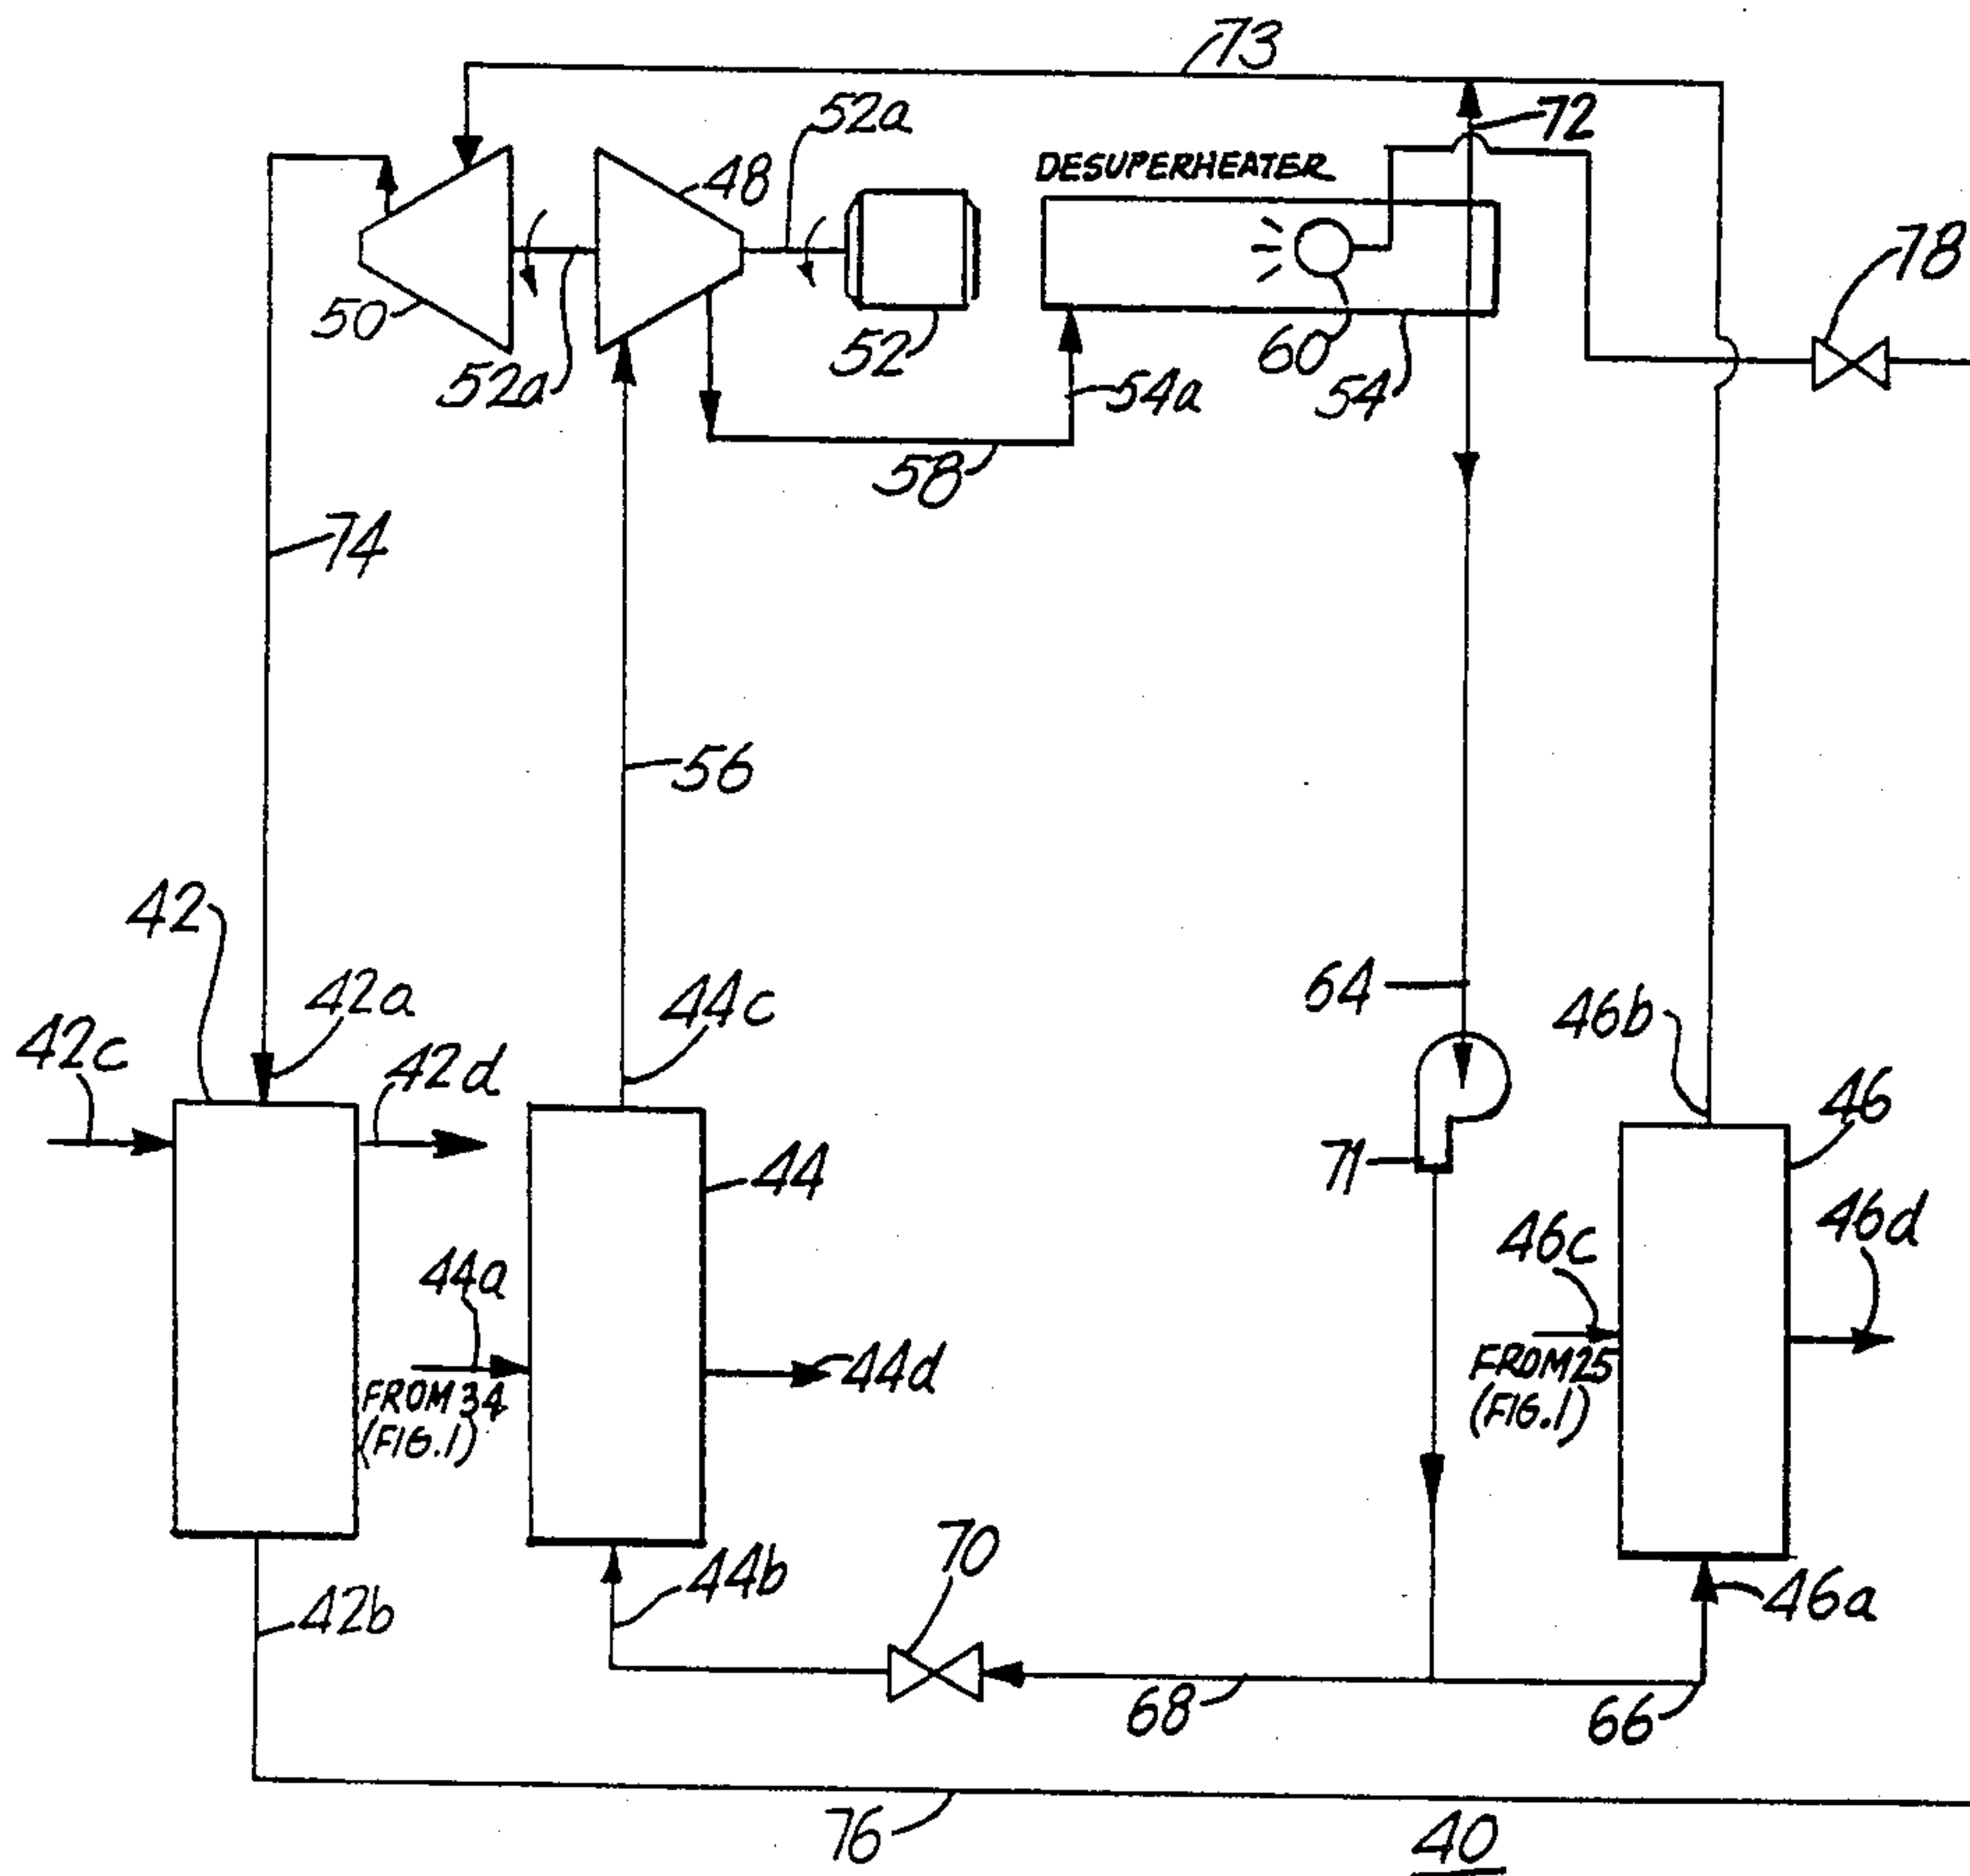 73
52a
72
DESUPERHEATER
48
78
50
52a
52
60
54
54a
58
74
56
42
42a
44c
64
46b
42c
42d
46
44
71
46c
46d
44a
FROM 34
(FIG.1)
44d
FROM 25
(FIG.1)
70
44b
42b
46a
68
66
76
40